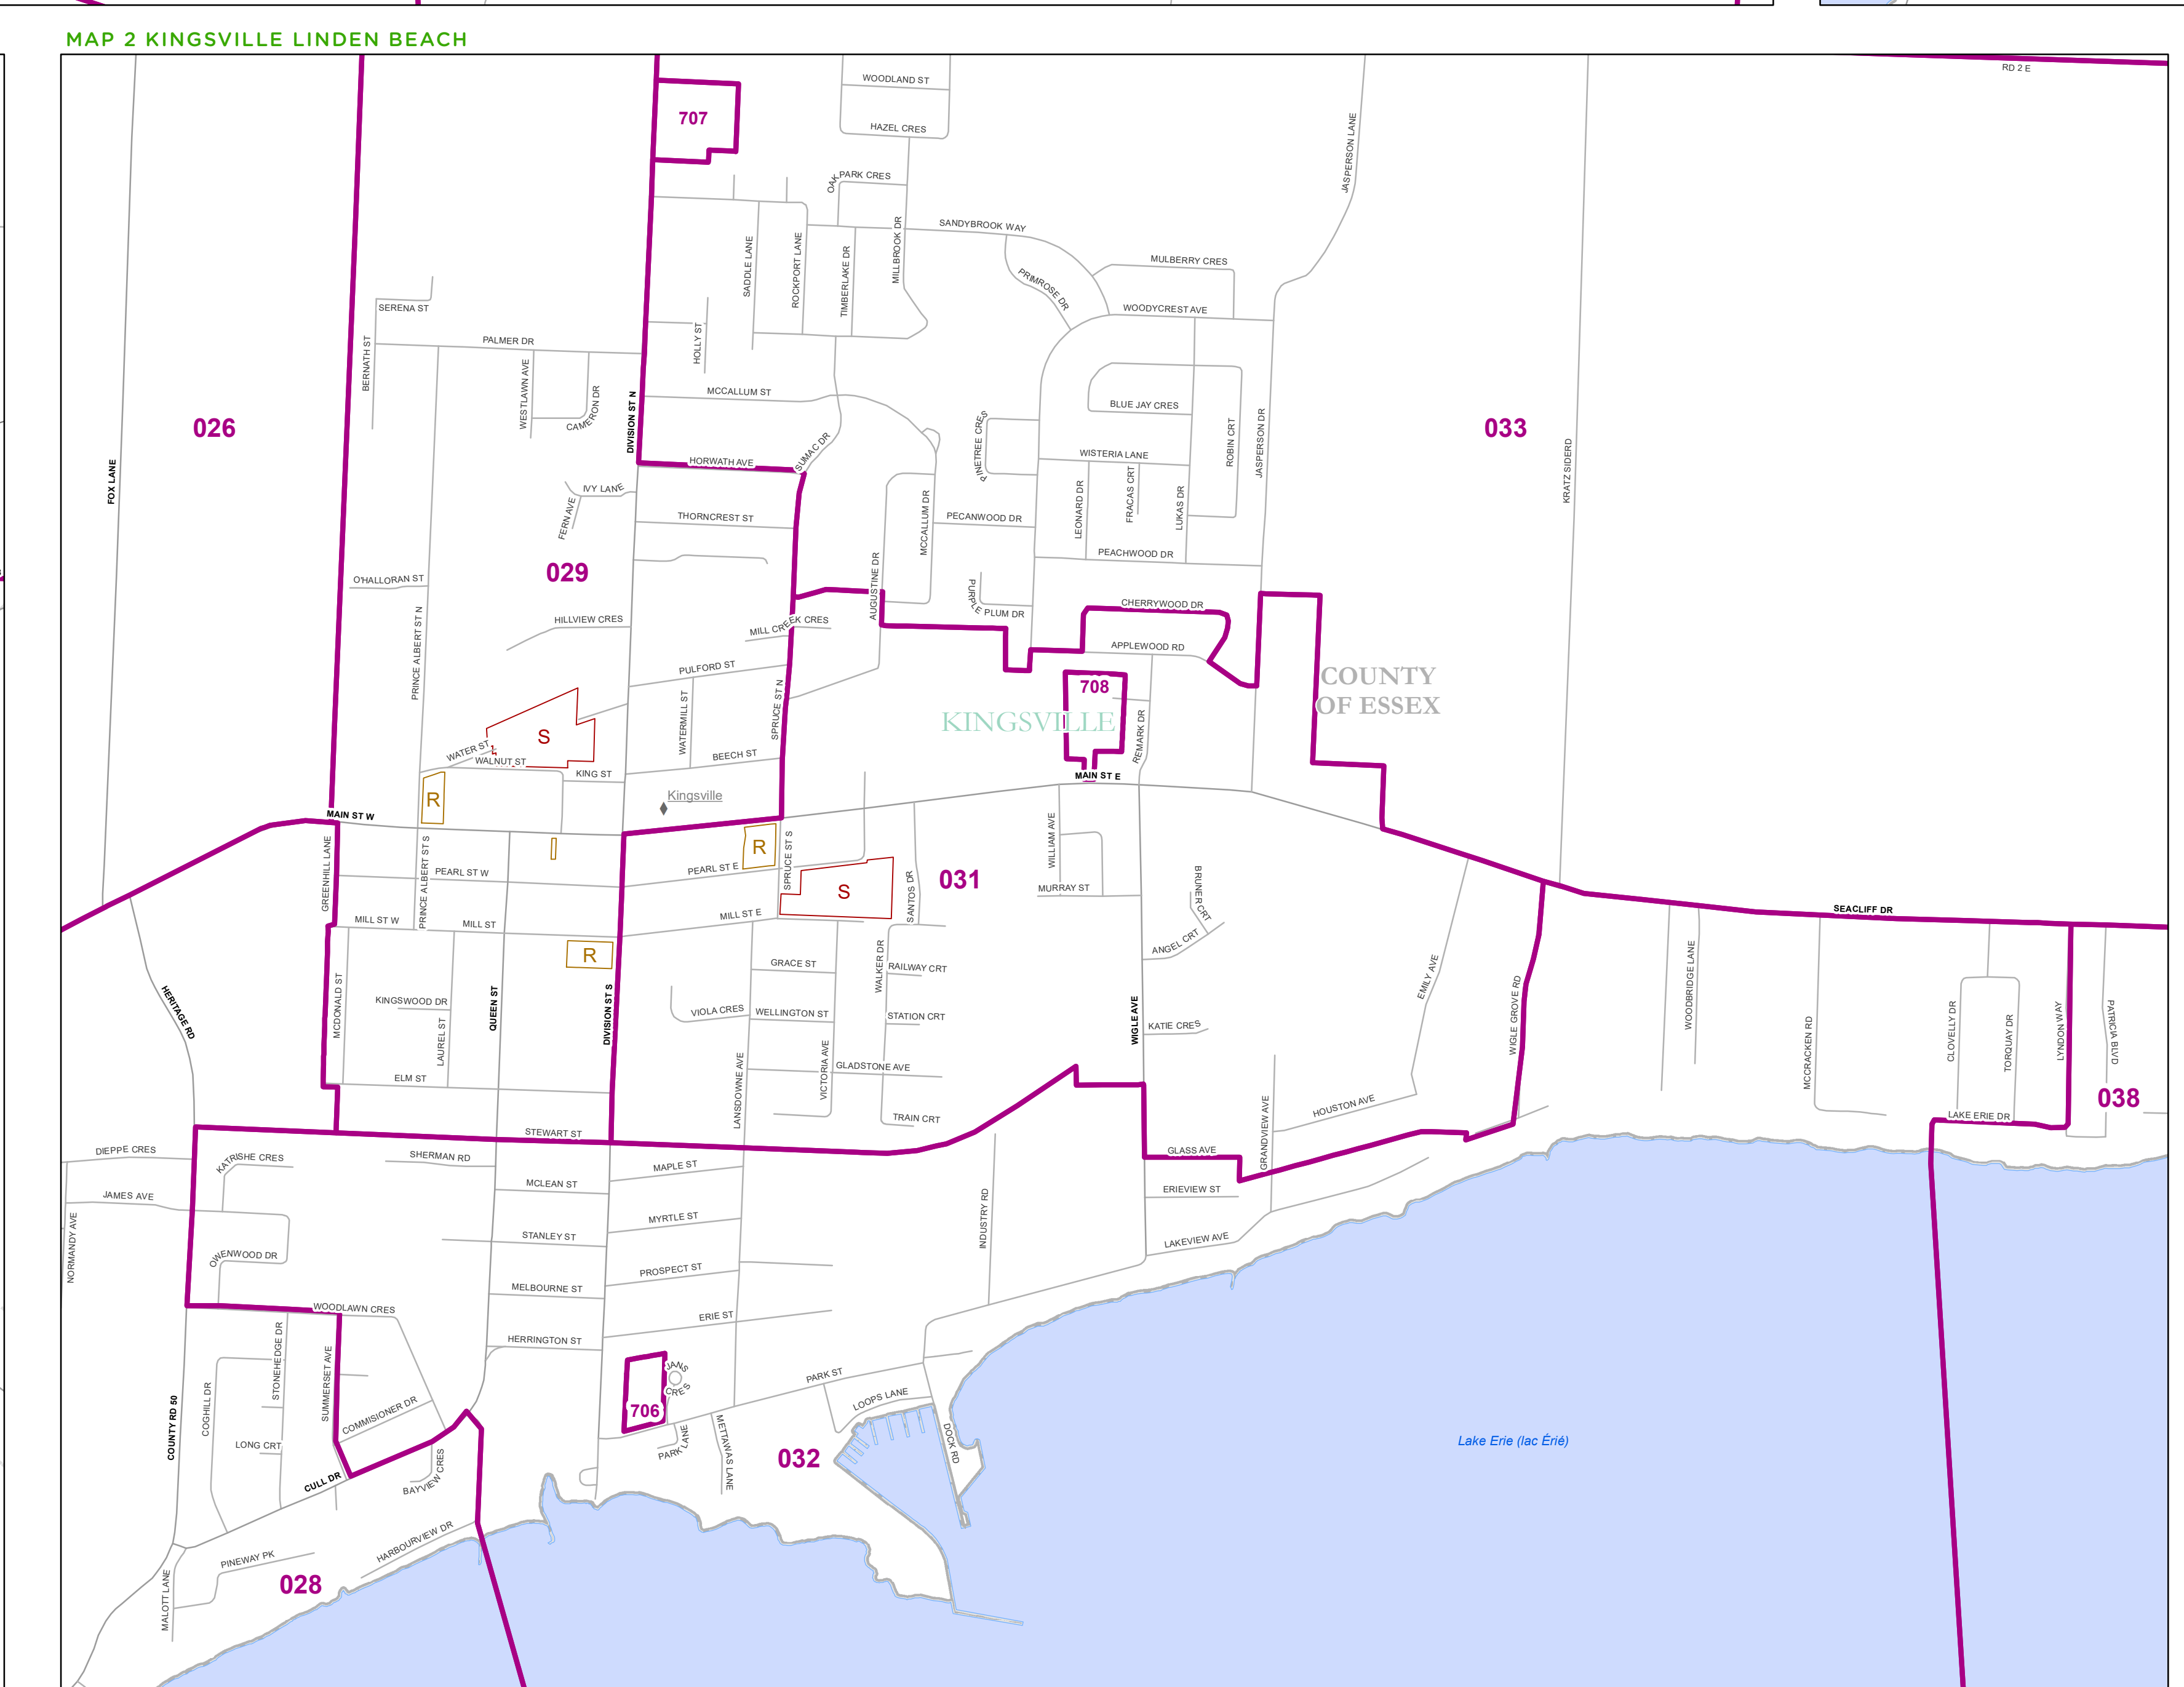 MAP 2 KINGSVILLE LINDEN BEACH
RD 2 E
WOODLAND ST
707
HAZEL CRES
JASPERSON LANE
OAK PARK CRES
SANDYBROOK WAY
MILLBROOK DR
SADDLE LANE
ROCKPORT LANE
TIMBERLAKE DR
MULBERRY CRES
PRIMROSE DR
SERENA ST
WOODYCREST AVE
HOLLY ST
PALMER DR
BERNATH ST
WESTLAWN AVE
CAMERON DR
DIVISION ST N
MCCALLUM ST
BLUE JAY CRES
026
033
PINETREE CRES
ROBIN CRT
JASPERSON DR
KRATZ SIDERD
SUMAC DR
HORWATH AVE
WISTERIA LANE
FOX LANE
IVY LANE
FERN AVE
LEONARD DR
FRACAS CRT
LUKAS DR
THORNCREST ST
MCCALLUM DR
PECANWOOD DR
PEACHWOOD DR
029
O'HALLORAN ST
AUGUSTINE DR
PURPLE PLUM DR
CHERRYWOOD DR
PRINCE ALBERT ST N
HILLVIEW CRES
MILL CREEK CRES
APPLEWOOD RD
PULFORD ST
COUNTY
OF ESSEX
708
WATERMILL ST
SPRUCE ST N
KINGSVILLE
REMARK DR
S
WATER ST
WALNUT ST
KING ST
BEECH ST
MAIN ST E
R
Kingsville
MAIN ST W
GREENHILL LANE
PRINCE ALBERT ST S
PEARL ST W
PEARL ST E
R
SPRUCE ST S
S
SANTOS DR
031
WILLIAM AVE
MURRAY ST
BRUNER CRT
SEACLIFF DR
MILL ST W
MILL ST
MILL ST E
ANGEL CRT
R
WALKER DR
GRACE ST
RAILWAY CRT
EMILY AVE
WIGLE GROVE RD
WOODBRIDGE LANE
HERITAGE RD
MCDONALD ST
KINGSWOOD DR
LAUREL ST
QUEEN ST
DIVISION ST S
VIOLA CRES
WELLINGTON ST
STATION CRT
WIGLE AVE
KATIE CRES
MCCRACKEN RD
CLOVELLY DR
TORQUAY DR
LYNDON WAY
PATRICIA BLVD
ELM ST
LANSDOWNE AVE
VICTORIA AVE
GLADSTONE AVE
TRAIN CRT
GRANDVIEW AVE
HOUSTON AVE
LAKE ERIE DR
038
STEWART ST
DIEPPE CRES
KATRISHE CRES
SHERMAN RD
MAPLE ST
GLASS AVE
JAMES AVE
MCLEAN ST
ERIEVIEW ST
NORMANDY AVE
MYRTLE ST
INDUSTRY RD
STANLEY ST
LAKEVIEW AVE
OWENWOOD DR
PROSPECT ST
MELBOURNE ST
WOODLAWN CRES
ERIE ST
HERRINGTON ST
STONEHEDGE DR
SUMMERSET AVE
COGHILL DR
COUNTY RD 50
JANS CRES
PARK ST
LOOPS LANE
706
COMMISIONER DR
LONG CRT
CULL DR
BAYVIEW CRES
PARK LANE
METTAWAS LANE
032
DOCK RD
Lake Erie (lac Érié)
HARBOURVIEW DR
PINEWAY PK
MALOTT LANE
028